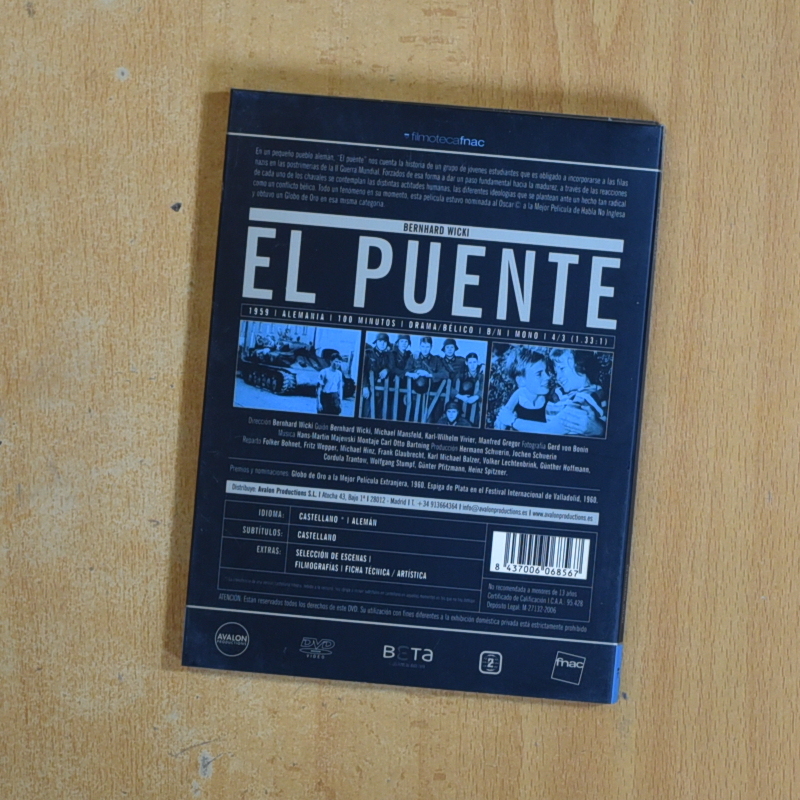 filmotecafnac
En un pequeño pueblo alemán, "El puente" nos cuenta la historia de un grupo de jóvenes estudiantes que es obligado a incorporarse a las filas
nazis en las postrimerías de la II Guerra Mundial. Forzados de esa forma a dar un paso fundamental hacia la madurez, a través de las reacciones
de cada uno de los chavales se contemplan las distintas actitudes humanas, las diferentes ideologías que se plantean ante un hecho tan radical
como un conflicto bélico. Todo un fenómeno en su momento, esta película estuvo nominada al Oscar © a la Mejor Película de Habla No Inglesa
y obtuvo un Globo de Oro en esa misma categoría.
BERNHARD WICKI
EL PUENTE
1959 | ALEMANIA | 100 MINUTOS | DRAMA/BÉLICO | B/N | MONO | 4/3 (1.33:1)
Dirección Bernhard Wicki Guión Bernhard Wicki, Michael Mansfeld, Karl-Wilhelm Vivier, Manfred Gregor Fotografía Gerd von Bonin
Música Hans-Martin Majewski Montaje Carl Otto Bartning Producción Hermann Schwerin, Jochen Schwerin
Reparto Folker Bohnet, Fritz Wepper, Michael Hinz, Frank Glaubrecht, Karl Michael Balzer, Volker Lechtenbrink, Günther Hoffmann,
Cordula Trantow, Wolfgang Stumpf, Günter Pfitzmann, Heinz Spitzner.
Premios y nominaciones: Globo de Oro a la Mejor Película Extranjera, 1960. Espiga de Plata en el Festival Internacional de Valladolid, 1960.
Distribuye: Avalon Productions S.L. | Atocha 43, Bajo 1ª | 28012 - Madrid | T. + 34 913664364 | info@avalonproductions.es | www.avalonproductions.es
IDIOMA: CASTELLANO * | ALEMÁN
SUBTÍTULOS: CASTELLANO
EXTRAS: SELECCIÓN DE ESCENAS |
FILMOGRAFÍAS | FICHA TÉCNICA / ARTÍSTICA
8 437006 068567
No recomendada a menores de 13 años
Certificado de Calificación I.C.A.A.: 95.428
Depósito Legal: M-27133-2006
ATENCIÓN: Están reservados todos los derechos de este DVD. Su utilización con fines diferentes a la exhibición doméstica privada está estrictamente prohibida
AVALON
PRODUCTIONS
DVD
VIDEO
BETA
2
fnac